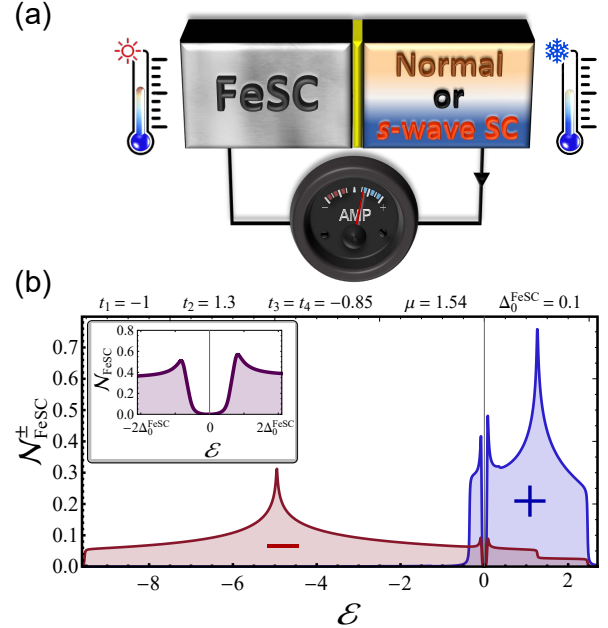 (a)
FeSC
Normal
or
s-wave SC
AMP
− +
(b)
t₁ = −1 t₂ = 1.3 t₃ = t₄ = −0.85 μ = 1.54 Δ₀^FeSC = 0.1
𝒩^±_FeSC
0.7
0.6
0.5
0.4
0.3
0.2
0.1
0.0
𝒩_FeSC
0.8
0.6
0.4
0.2
0.0
−2Δ₀^FeSC 0 2Δ₀^FeSC
ℰ
+
−
−8 −6 −4 −2 0 2
ℰ